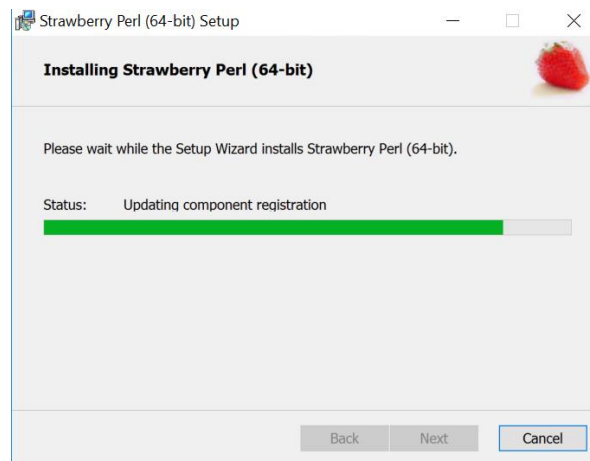 Strawberry Perl (64-bit) Setup
Installing Strawberry Perl (64-bit)
Please wait while the Setup Wizard installs Strawberry Perl (64-bit).
Status: Updating component registration
Back Next Cancel